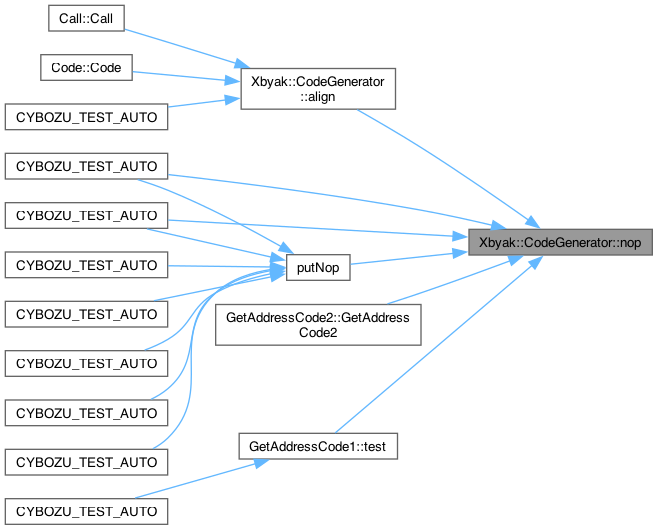 Call::Call
Code::Code
Xbyak::CodeGenerator
::align
CYBOZU_TEST_AUTO
CYBOZU_TEST_AUTO
CYBOZU_TEST_AUTO
Xbyak::CodeGenerator::nop
CYBOZU_TEST_AUTO
putNop
CYBOZU_TEST_AUTO
GetAddressCode2::GetAddress
Code2
CYBOZU_TEST_AUTO
CYBOZU_TEST_AUTO
GetAddressCode1::test
CYBOZU_TEST_AUTO
CYBOZU_TEST_AUTO